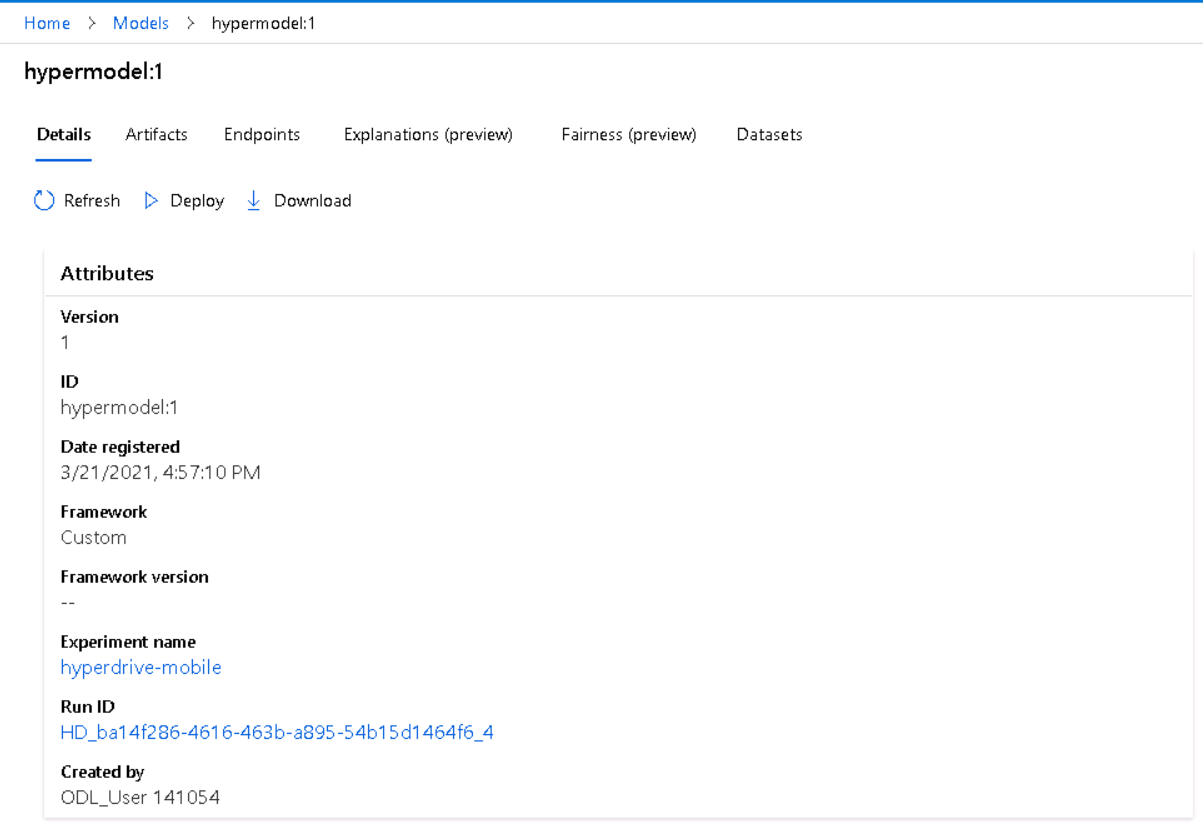 Home > Models > hypermodel:1
hypermodel:1
Details Artifacts Endpoints Explanations (preview) Fairness (preview) Datasets
Refresh Deploy Download
Attributes
Version
1
ID
hypermodel:1
Date registered
3/21/2021, 4:57:10 PM
Framework
Custom
Framework version
--
Experiment name
hyperdrive-mobile
Run ID
HD_ba14f286-4616-463b-a895-54b15d1464f6_4
Created by
ODL_User 141054